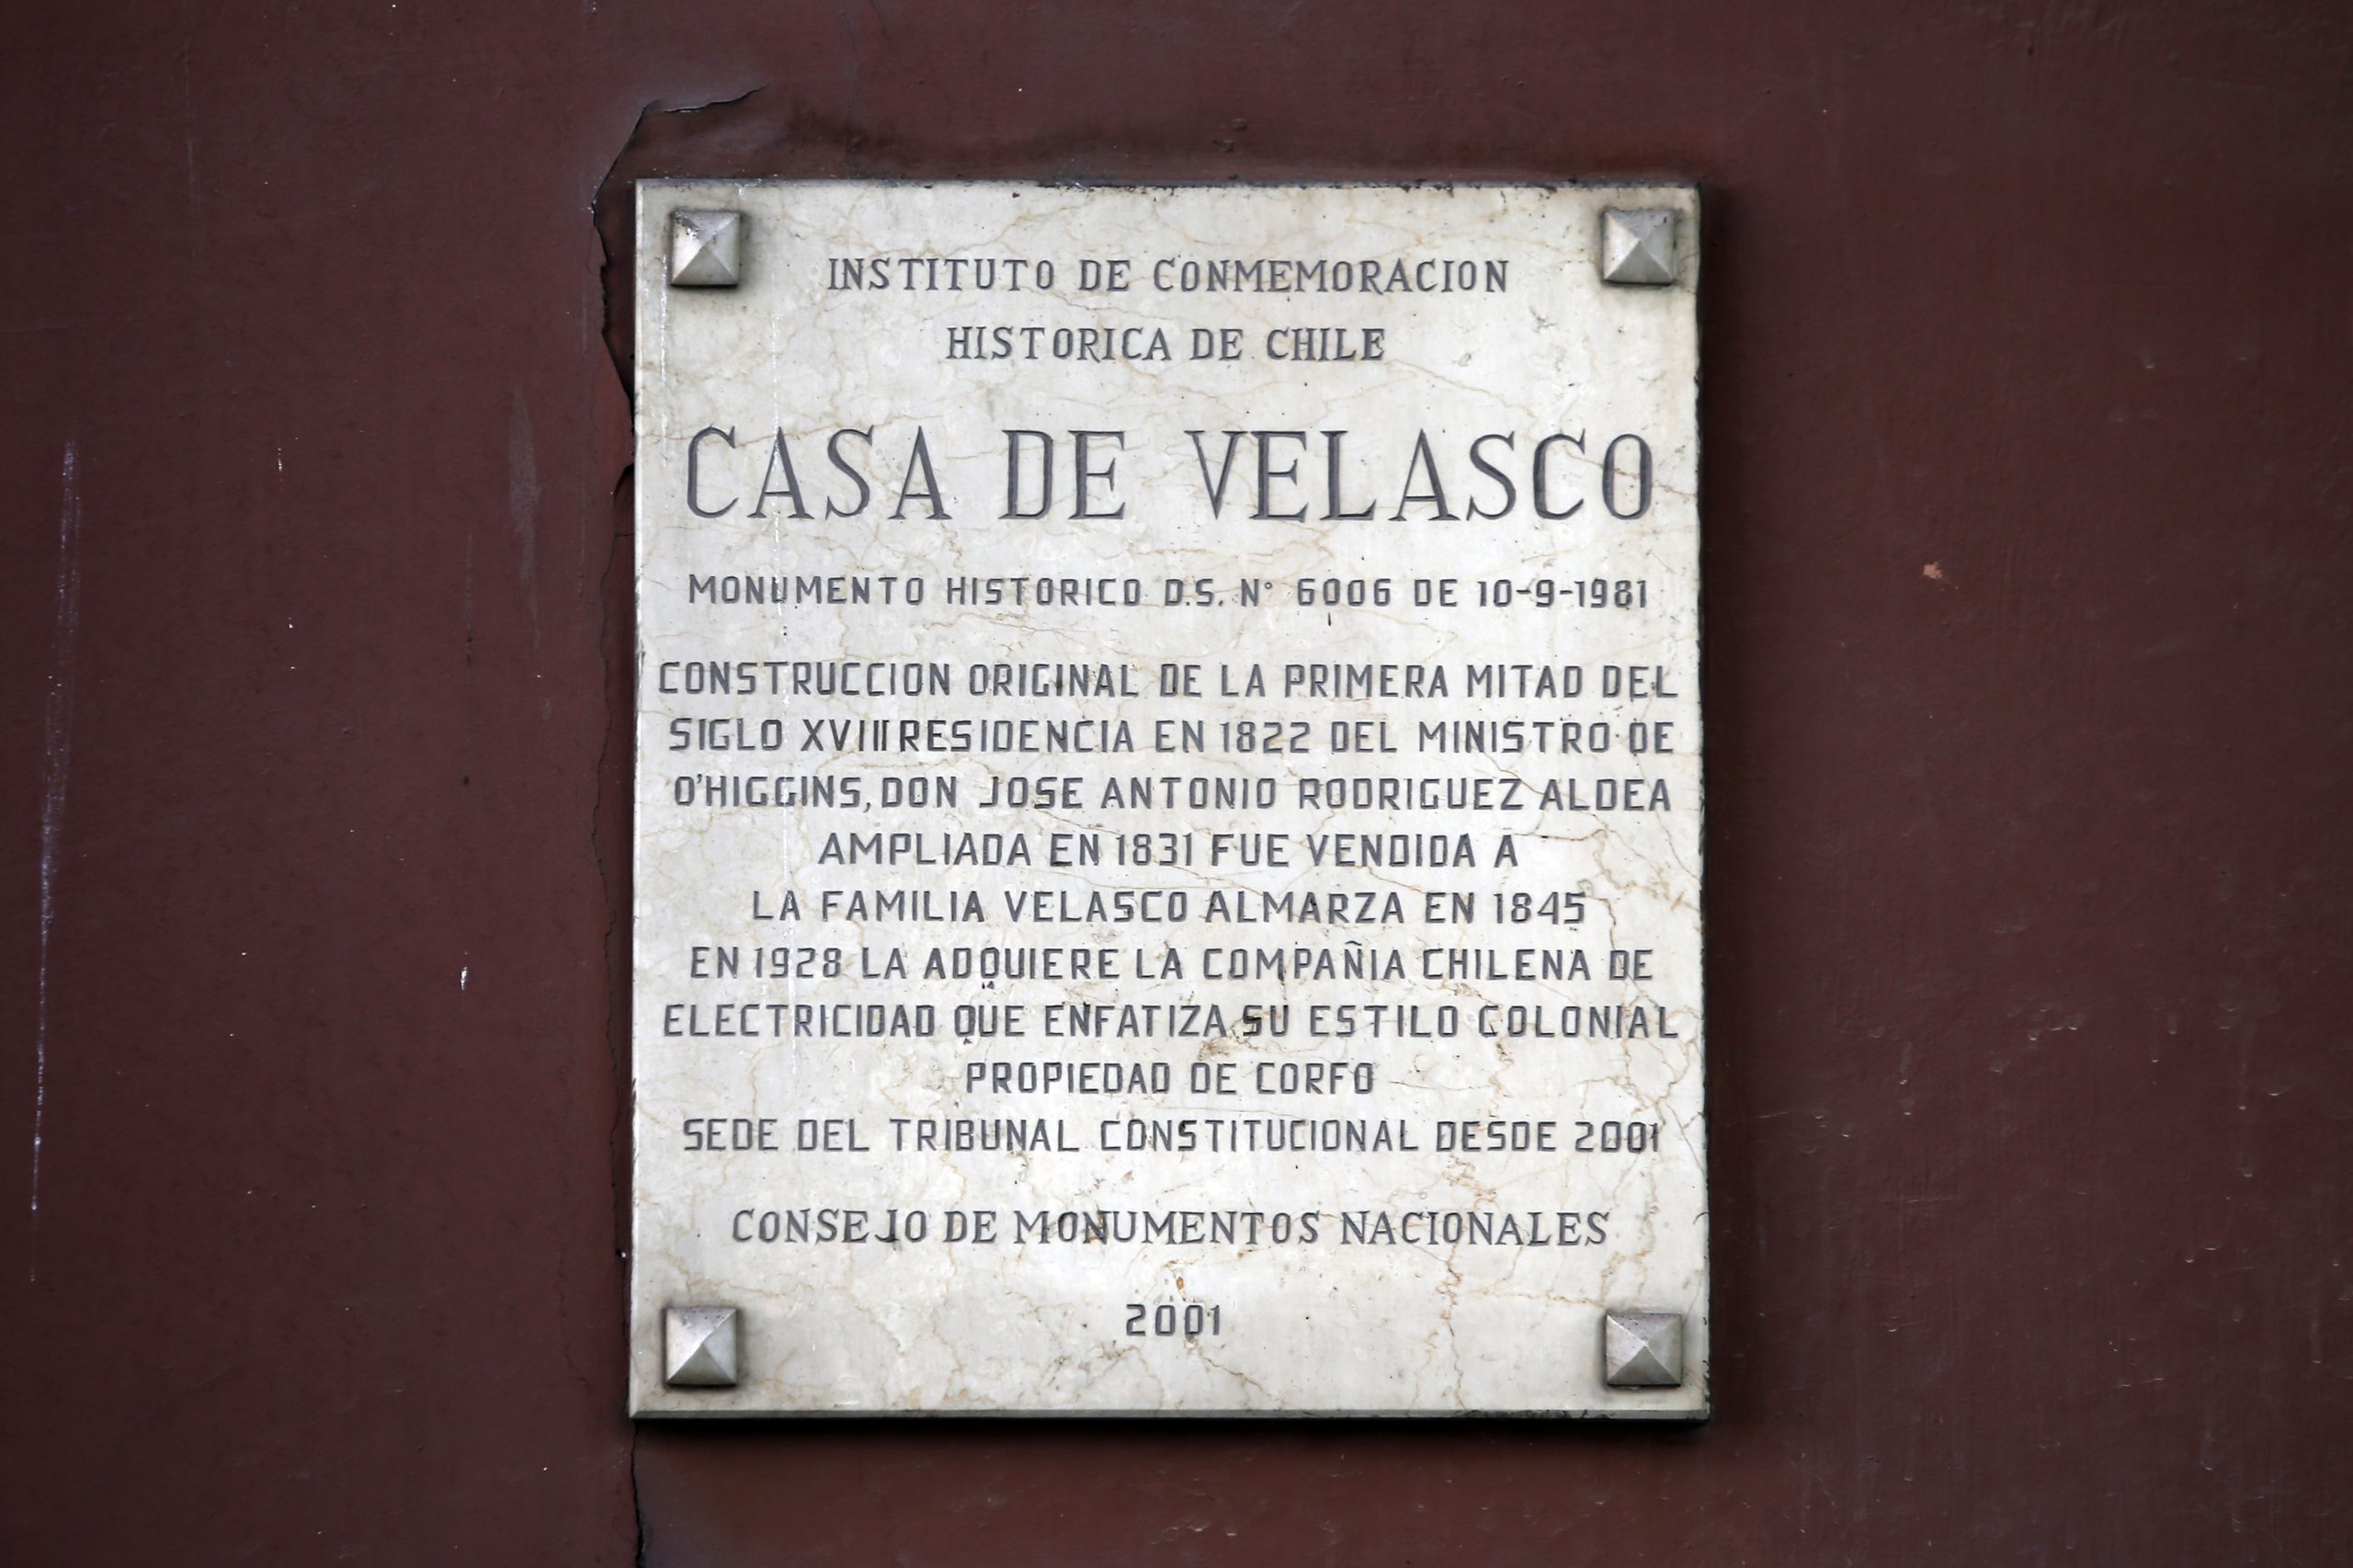 INSTITUTO DE CONMEMORACION
HISTORICA DE CHILE
CASA DE VELASCO
MONUMENTO HISTORICO D.S. N° 6006 DE 10-9-1981
CONSTRUCCION ORIGINAL DE LA PRIMERA MITAD DEL
SIGLO XVIII RESIDENCIA EN 1822 DEL MINISTRO DE
O'HIGGINS, DON JOSE ANTONIO RODRIGUEZ ALDEA
AMPLIADA EN 1831 FUE VENDIDA A
LA FAMILIA VELASCO ALMARZA EN 1845
EN 1928 LA ADQUIERE LA COMPAÑIA CHILENA DE
ELECTRICIDAD QUE ENFATIZA SU ESTILO COLONIAL
PROPIEDAD DE CORFO
SEDE DEL TRIBUNAL CONSTITUCIONAL DESDE 2001
CONSEJO DE MONUMENTOS NACIONALES
2001